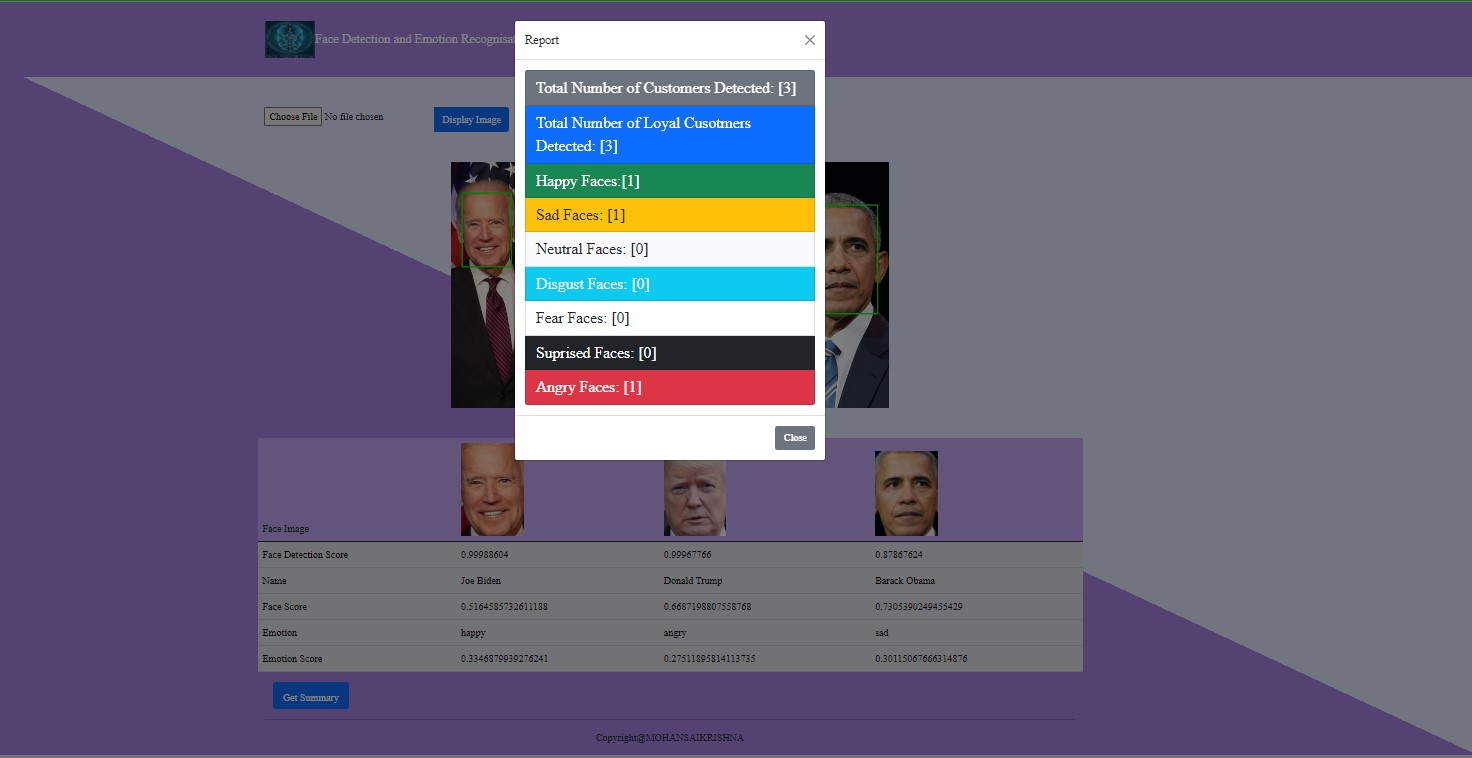 Face Detection and Emotion Recognisat
Report
Choose File No file chosen
Display Image
Total Number of Customers Detected: [3]
Total Number of Loyal Cusotmers
Detected: [3]
Happy Faces:[1]
Sad Faces: [1]
Neutral Faces: [0]
Disgust Faces: [0]
Fear Faces: [0]
Suprised Faces: [0]
Angry Faces: [1]
Close
Face Image
Face Detection Score 0.99988604 0.99967766 0.87867624
Name Joe Biden Donald Trump Barack Obama
Face Score 0.5164585732611188 0.6687198807558768 0.7305390249455429
Emotion happy angry sad
Emotion Score 0.3346879939276241 0.27511895814113735 0.30115067666314876
Get Summary
Copyright@MOHANSAIKRISHNA